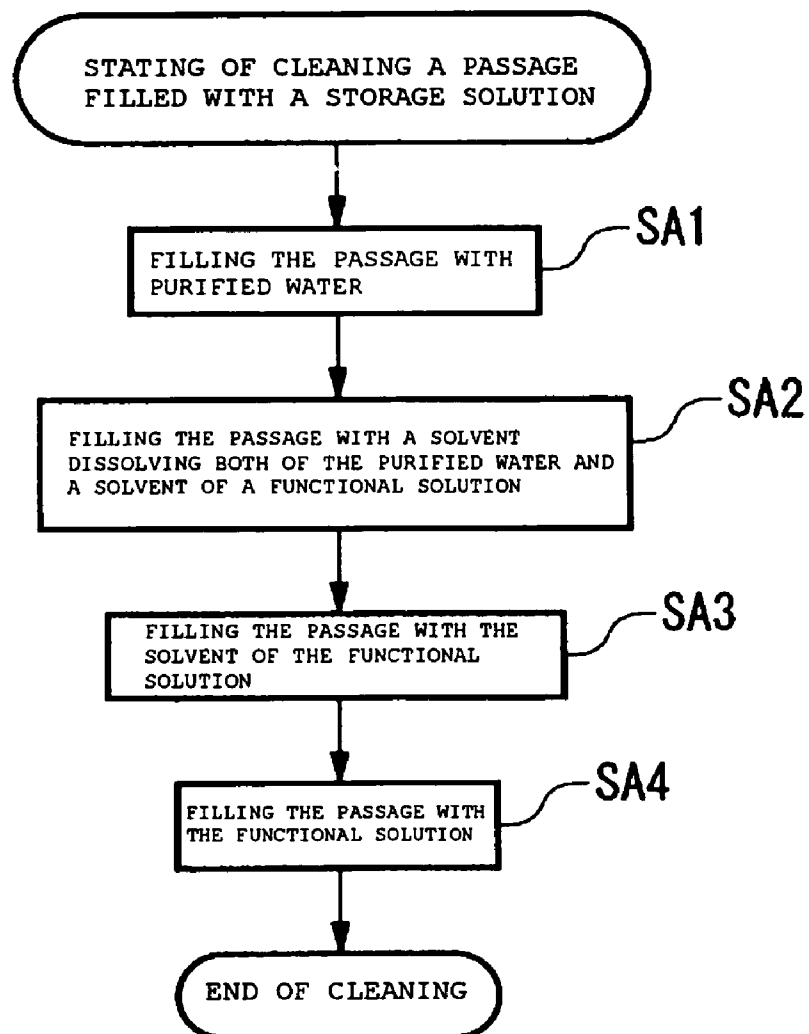 STATING OF CLEANING A PASSAGE
FILLED WITH A STORAGE SOLUTION
SA1
FILLING THE PASSAGE WITH
PURIFIED WATER
SA2
FILLING THE PASSAGE WITH A SOLVENT
DISSOLVING BOTH OF THE PURIFIED WATER AND
A SOLVENT OF A FUNCTIONAL SOLUTION
SA3
FILLING THE PASSAGE WITH THE
SOLVENT OF THE FUNCTIONAL
SOLUTION
SA4
FILLING THE PASSAGE WITH
THE FUNCTIONAL SOLUTION
END OF CLEANING